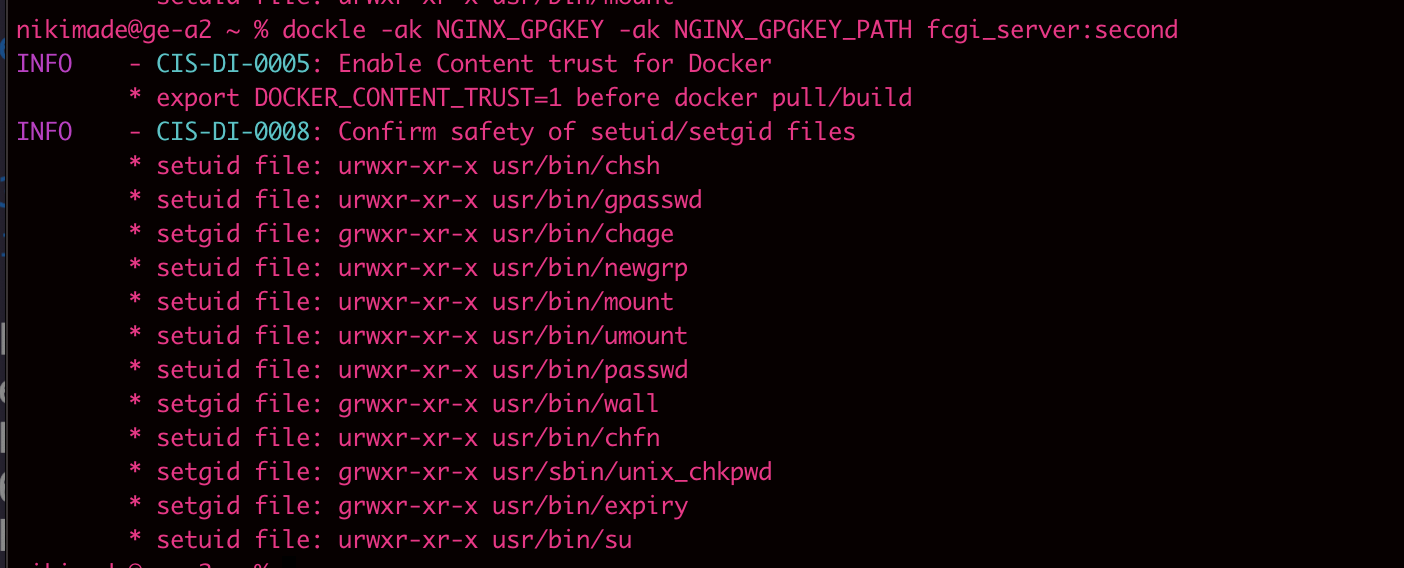 nikimade@ge-a2 ~ % dockle -ak NGINX_GPGKEY -ak NGINX_GPGKEY_PATH fcgi_server:second
INFO - CIS-DI-0005: Enable Content trust for Docker
* export DOCKER_CONTENT_TRUST=1 before docker pull/build
INFO - CIS-DI-0008: Confirm safety of setuid/setgid files
* setuid file: urwxr-xr-x usr/bin/chsh
* setuid file: urwxr-xr-x usr/bin/gpasswd
* setgid file: grwxr-xr-x usr/bin/chage
* setuid file: urwxr-xr-x usr/bin/newgrp
* setuid file: urwxr-xr-x usr/bin/mount
* setuid file: urwxr-xr-x usr/bin/umount
* setuid file: urwxr-xr-x usr/bin/passwd
* setgid file: grwxr-xr-x usr/bin/wall
* setuid file: urwxr-xr-x usr/bin/chfn
* setgid file: grwxr-xr-x usr/sbin/unix_chkpwd
* setgid file: grwxr-xr-x usr/bin/expiry
* setuid file: urwxr-xr-x usr/bin/su